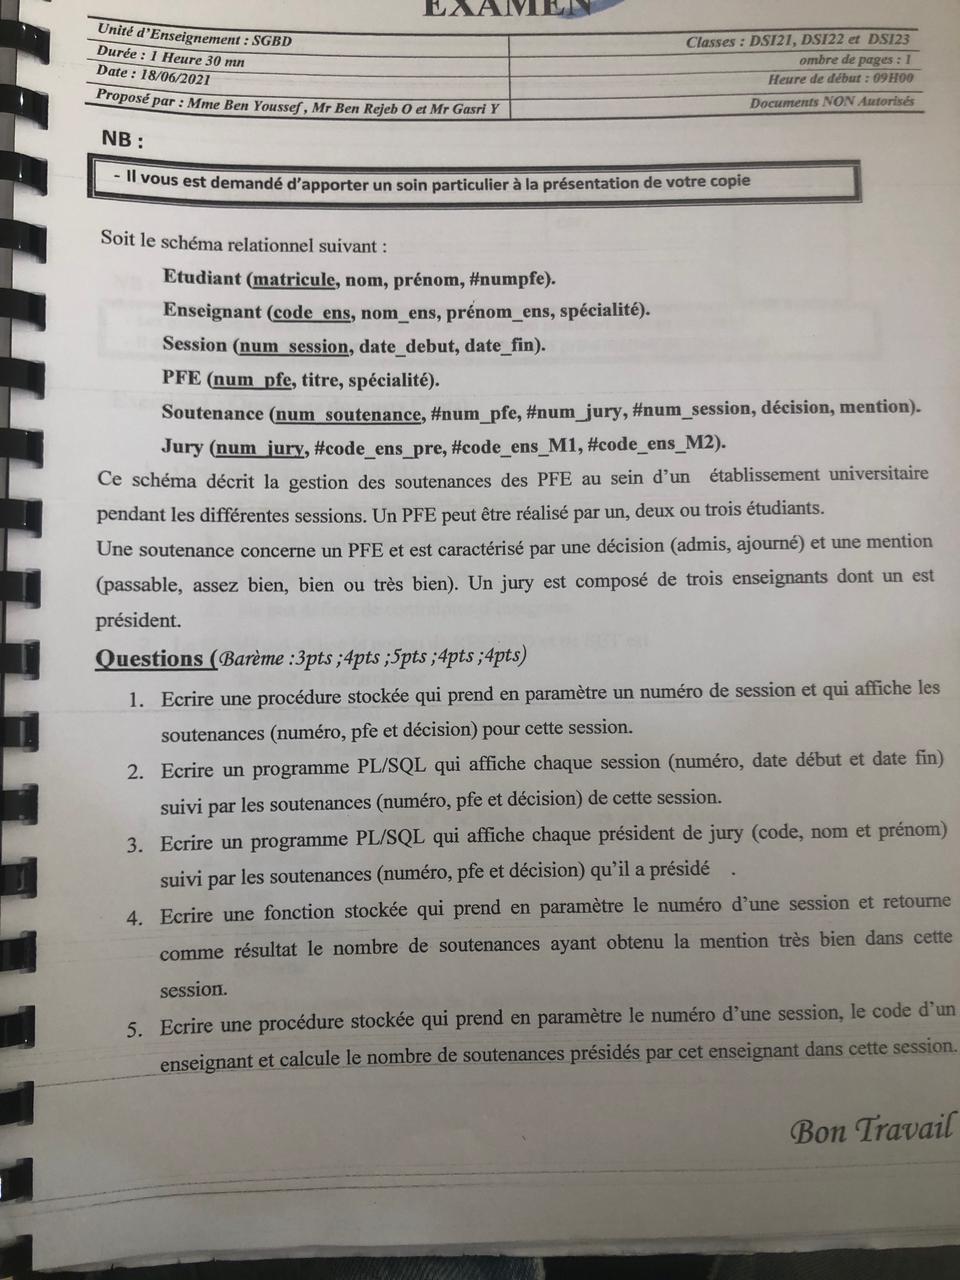 EXAMEN
Unité d'Enseignement : SGBD
Durée : 1 Heure 30 mn
Date : 18/06/2021
Proposé par : Mme Ben Youssef, Mr Ben Rejeb O et Mr Gasri Y
Classes : DSI21, DSI22 et DSI23
ombre de pages : 1
Heure de début : 09H00
Documents NON Autorisés
NB :
- Il vous est demandé d'apporter un soin particulier à la présentation de votre copie
Soit le schéma relationnel suivant :
Etudiant (matricule, nom, prénom, #numpfe).
Enseignant (code_ens, nom_ens, prénom_ens, spécialité).
Session (num_session, date_debut, date_fin).
PFE (num_pfe, titre, spécialité).
Soutenance (num_soutenance, #num_pfe, #num_jury, #num_session, décision, mention).
Jury (num_jury, #code_ens_pre, #code_ens_M1, #code_ens_M2).
Ce schéma décrit la gestion des soutenances des PFE au sein d'un établissement universitaire
pendant les différentes sessions. Un PFE peut être réalisé par un, deux ou trois étudiants.
Une soutenance concerne un PFE et est caractérisé par une décision (admis, ajourné) et une mention
(passable, assez bien, bien ou très bien). Un jury est composé de trois enseignants dont un est
président.
Questions (Barème :3pts ;4pts ;5pts ;4pts ;4pts)
1. Ecrire une procédure stockée qui prend en paramètre un numéro de session et qui affiche les
soutenances (numéro, pfe et décision) pour cette session.
2. Ecrire un programme PL/SQL qui affiche chaque session (numéro, date début et date fin)
suivi par les soutenances (numéro, pfe et décision) de cette session.
3. Ecrire un programme PL/SQL qui affiche chaque président de jury (code, nom et prénom)
suivi par les soutenances (numéro, pfe et décision) qu'il a présidé .
4. Ecrire une fonction stockée qui prend en paramètre le numéro d'une session et retourne
comme résultat le nombre de soutenances ayant obtenu la mention très bien dans cette
session.
5. Ecrire une procédure stockée qui prend en paramètre le numéro d'une session, le code d'un
enseignant et calcule le nombre de soutenances présidés par cet enseignant dans cette session.
Bon Travail